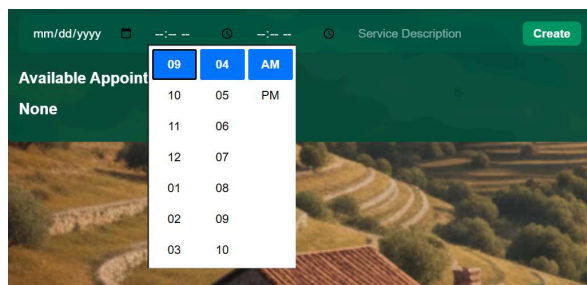 mm/dd/yyyy --:-- -- --:-- -- Service Description Create
Available Appoint
None
09 04 AM
10 05 PM
11 06
12 07
01 08
02 09
03 10